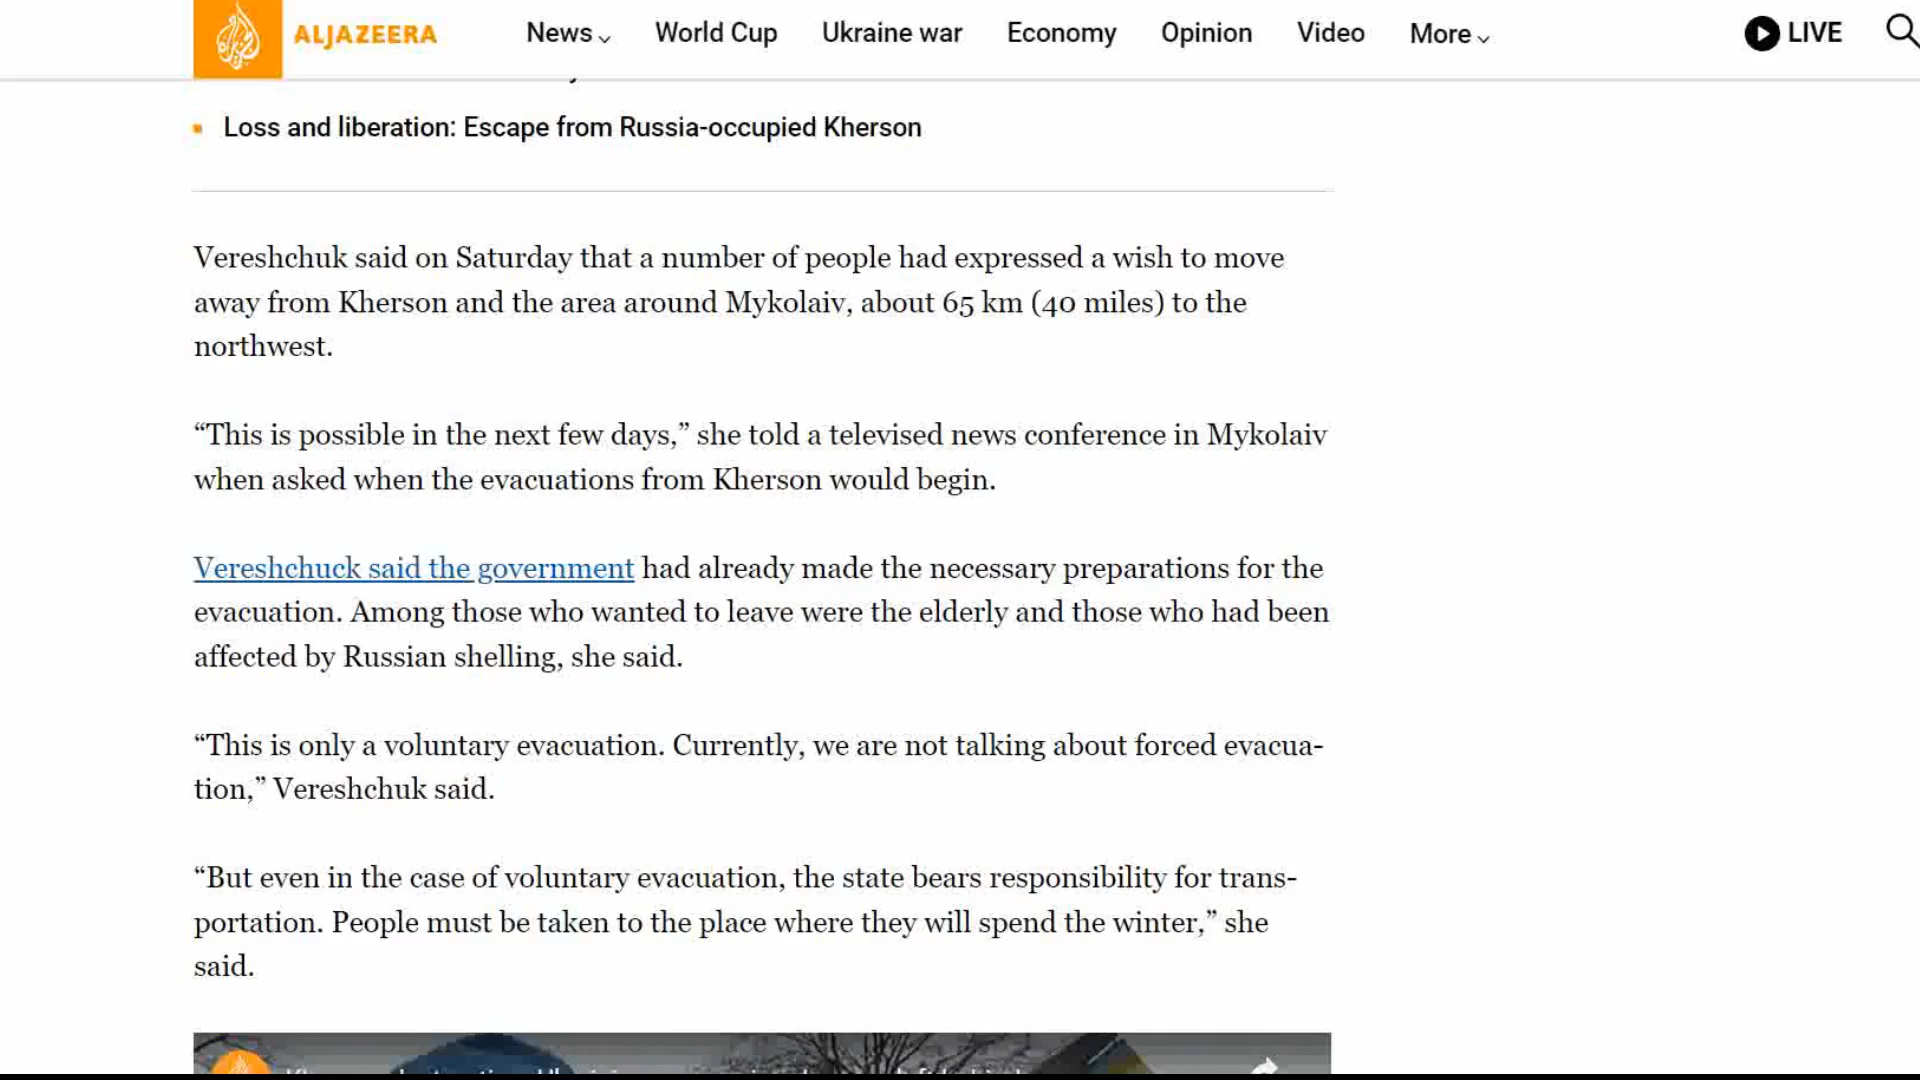 ALJAZEERA
News World Cup Ukraine war Economy Opinion Video More LIVE
Loss and liberation: Escape from Russia-occupied Kherson
Vereshchuk said on Saturday that a number of people had expressed a wish to move
away from Kherson and the area around Mykolaiv, about 65 km (40 miles) to the
northwest.
“This is possible in the next few days,” she told a televised news conference in Mykolaiv
when asked when the evacuations from Kherson would begin.
Vereshchuck said the government had already made the necessary preparations for the
evacuation. Among those who wanted to leave were the elderly and those who had been
affected by Russian shelling, she said.
“This is only a voluntary evacuation. Currently, we are not talking about forced evacua-
tion,” Vereshchuk said.
“But even in the case of voluntary evacuation, the state bears responsibility for trans-
portation. People must be taken to the place where they will spend the winter,” she
said.